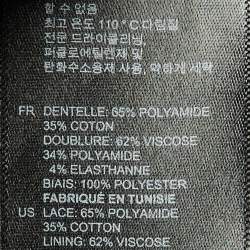 할 수 없음
최고 온도 110 °C 다림질
전문 드라이클리닝,
퍼클로에틸렌재 및
탄화수소용제 사용, 약하게 세탁
FR DENTELLE: 65% POLYAMIDE
35% COTON
DOUBLURE: 62% VISCOSE
34% POLYAMIDE
4% ELASTHANNE
BIAIS: 100% POLYESTER
FABRIQUÉ EN TUNISIE
US LACE: 65% POLYAMIDE
35% COTTON
LINING: 62% VISCOSE